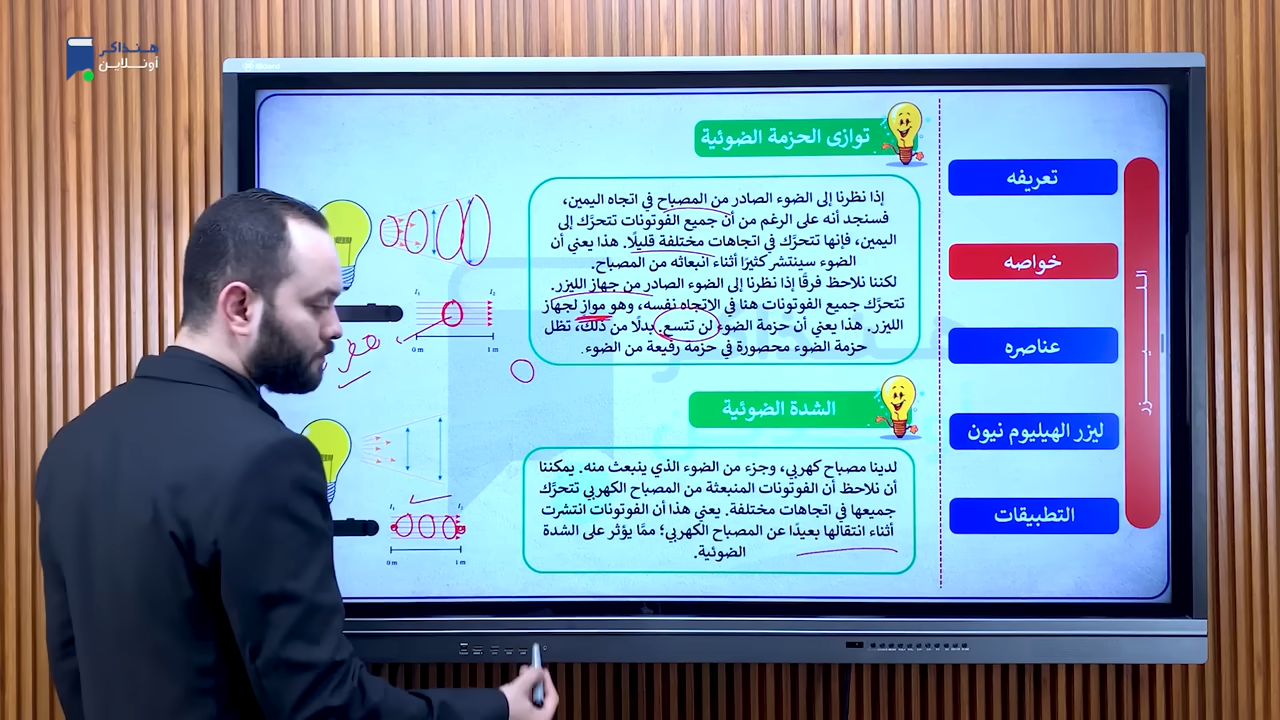 هنذاكر
أونلاين
توازى الحزمة الضوئية
إذا نظرنا إلى الضوء الصادر من المصباح في اتجاه اليمين،
فسنجد أنه على الرغم من أن جميع الفوتونات تتحرَّك إلى
اليمين، فإنها تتحرَّك في اتجاهات مختلفة قليلًا. هذا يعني أن
الضوء سينتشر كثيرًا أثناء انبعاثه من المصباح.
لكننا نلاحظ فرقًا إذا نظرنا إلى الضوء الصادر من جهاز الليزر.
تتحرَّك جميع الفوتونات هنا في الاتجاه نفسه، وهو موازٍ لجهاز
الليزر. هذا يعني أن حزمة الضوء لن تتسع. بدلًا من ذلك، تظل
حزمة الضوء محصورة في حزمة رفيعة من الضوء.
I₁
I₂
0 m
1 m
الشدة الضوئية
لدينا مصباح كهربي، وجزء من الضوء الذي ينبعث منه. يمكننا
أن نلاحظ أن الفوتونات المنبعثة من المصباح الكهربي تتحرَّك
جميعها في اتجاهات مختلفة. يعني هذا أن الفوتونات انتشرت
أثناء انتقالها بعيدًا عن المصباح الكهربي؛ ممَّا يؤثر على الشدة
الضوئية.
I₁
I₂
0 m
1 m
الليزر
تعريفه
خواصه
عناصره
ليزر الهيليوم نيون
التطبيقات